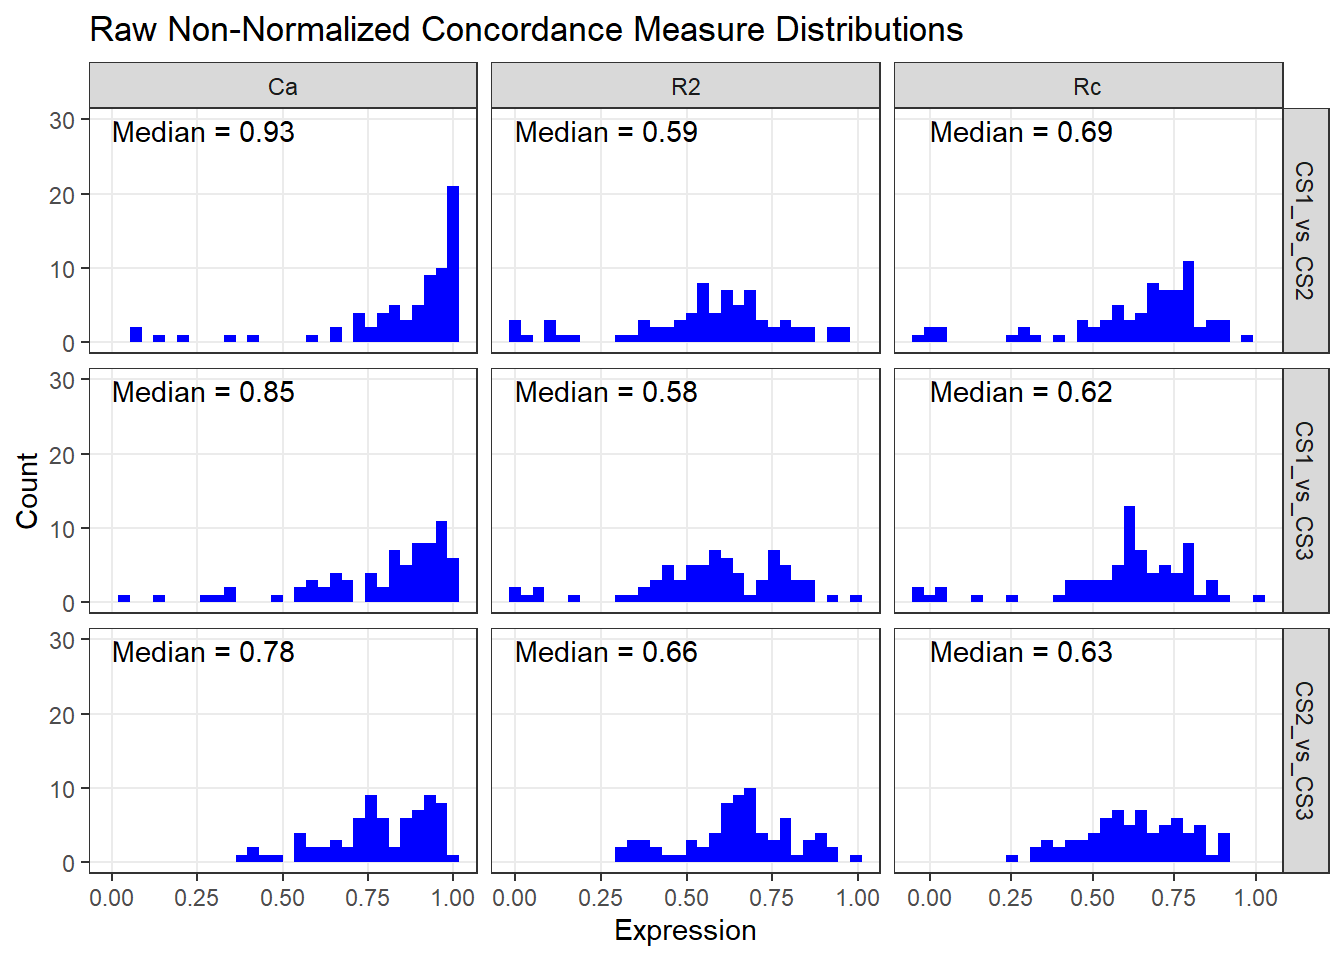 Raw Non-Normalized Concordance Measure Distributions
Ca
R2
Rc
30
20
10
0
Median = 0.93
Median = 0.59
Median = 0.69
CS1_vs_CS2
30
20
10
0
Median = 0.85
Median = 0.58
Median = 0.62
CS1_vs_CS3
30
20
10
0
Median = 0.78
Median = 0.66
Median = 0.63
CS2_vs_CS3
Count
0.00 0.25 0.50 0.75 1.00
0.00 0.25 0.50 0.75 1.00
0.00 0.25 0.50 0.75 1.00
Expression